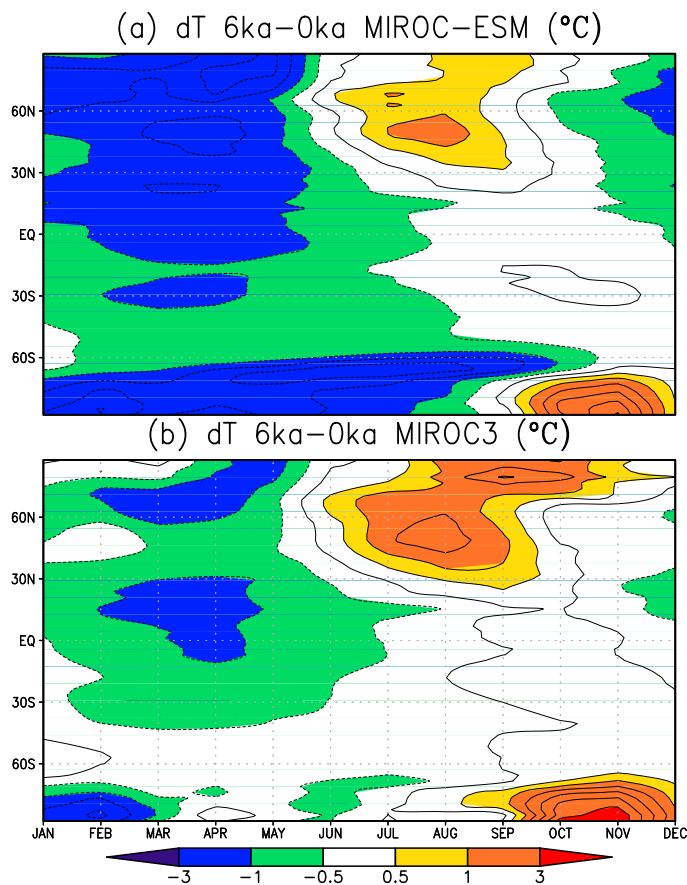 (a) dT 6ka−0ka MIROC−ESM (°C)
60N
30N
EQ
30S
60S
(b) dT 6ka−0ka MIROC3 (°C)
60N
30N
EQ
30S
60S
JAN FEB MAR APR MAY JUN JUL AUG SEP OCT NOV DEC
−3 −1 −0.5 0.5 1 3